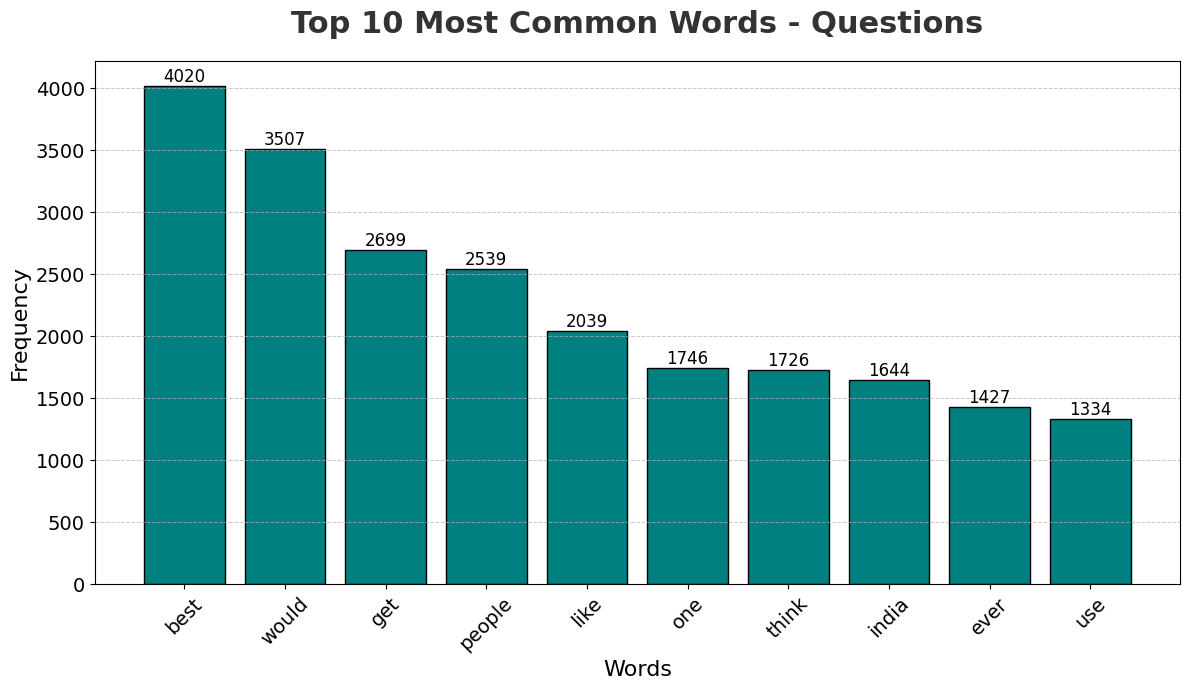 Top 10 Most Common Words - Questions
4020
3507
2699
2539
2039
1746
1726
1644
1427
1334
4000
3500
3000
2500
2000
1500
1000
500
0
Frequency
best
would
get
people
like
one
think
india
ever
use
Words